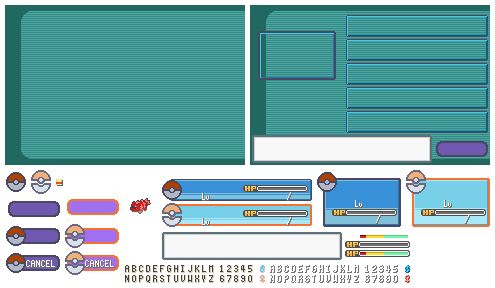 HP
Lv /
HP
Lv /
HP
Lv
/
HP
Lv
/
HP
HP
CANCEL
CANCEL
ABCDEFGHIJKLM 12345 ♂ ABCDEFGHIJKLM 12345 ♂
NOPQRSTUVWXYZ 67890 ♀ NOPQRSTUVWXYZ 67890 ♀